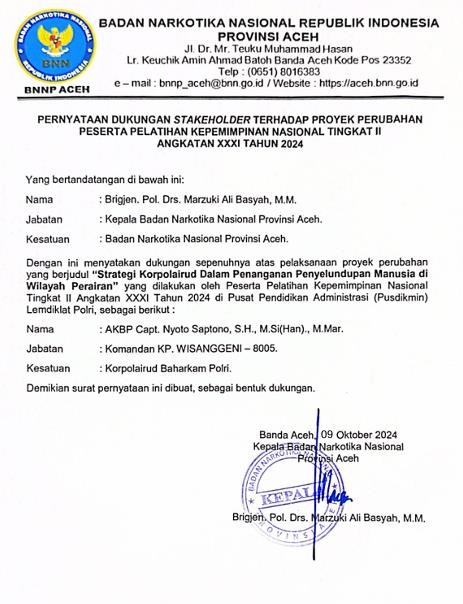 BADAN NARKOTIKA NASIONAL
BNN
REPUBLIK INDONESIA
BNNP ACEH
BADAN NARKOTIKA NASIONAL REPUBLIK INDONESIA
PROVINSI ACEH
Jl. Dr. Mr. Teuku Muhammad Hasan
Lr. Keuchik Amin Ahmad Batoh Banda Aceh Kode Pos 23352
Telp : (0651) 8016383
e – mail : bnnp_aceh@bnn.go.id / Website : https://aceh.bnn.go.id
PERNYATAAN DUKUNGAN STAKEHOLDER TERHADAP PROYEK PERUBAHAN
PESERTA PELATIHAN KEPEMIMPINAN NASIONAL TINGKAT II
ANGKATAN XXXI TAHUN 2024
Yang bertandatangan di bawah ini:
Nama : Brigjen. Pol. Drs. Marzuki Ali Basyah, M.M.
Jabatan : Kepala Badan Narkotika Nasional Provinsi Aceh.
Kesatuan : Badan Narkotika Nasional Provinsi Aceh.
Dengan ini menyatakan dukungan sepenuhnya atas pelaksanaan proyek perubahan
yang berjudul “Strategi Korpolairud Dalam Penanganan Penyelundupan Manusia di
Wilayah Perairan” yang dilakukan oleh Peserta Pelatihan Kepemimpinan Nasional
Tingkat II Angkatan XXXI Tahun 2024 di Pusat Pendidikan Administrasi (Pusdikmin)
Lemdiklat Polri, sebagai berikut :
Nama : AKBP Capt. Nyoto Saptono, S.H., M.Si(Han)., M.Mar.
Jabatan : Komandan KP. WISANGGENI – 8005.
Kesatuan : Korpolairud Baharkam Polri.
Demikian surat pernyataan ini dibuat, sebagai bentuk dukungan.
Banda Aceh, 09 Oktober 2024
Kepala Badan Narkotika Nasional
Provinsi Aceh
KEPALA
Brigjen. Pol. Drs. Marzuki Ali Basyah, M.M.